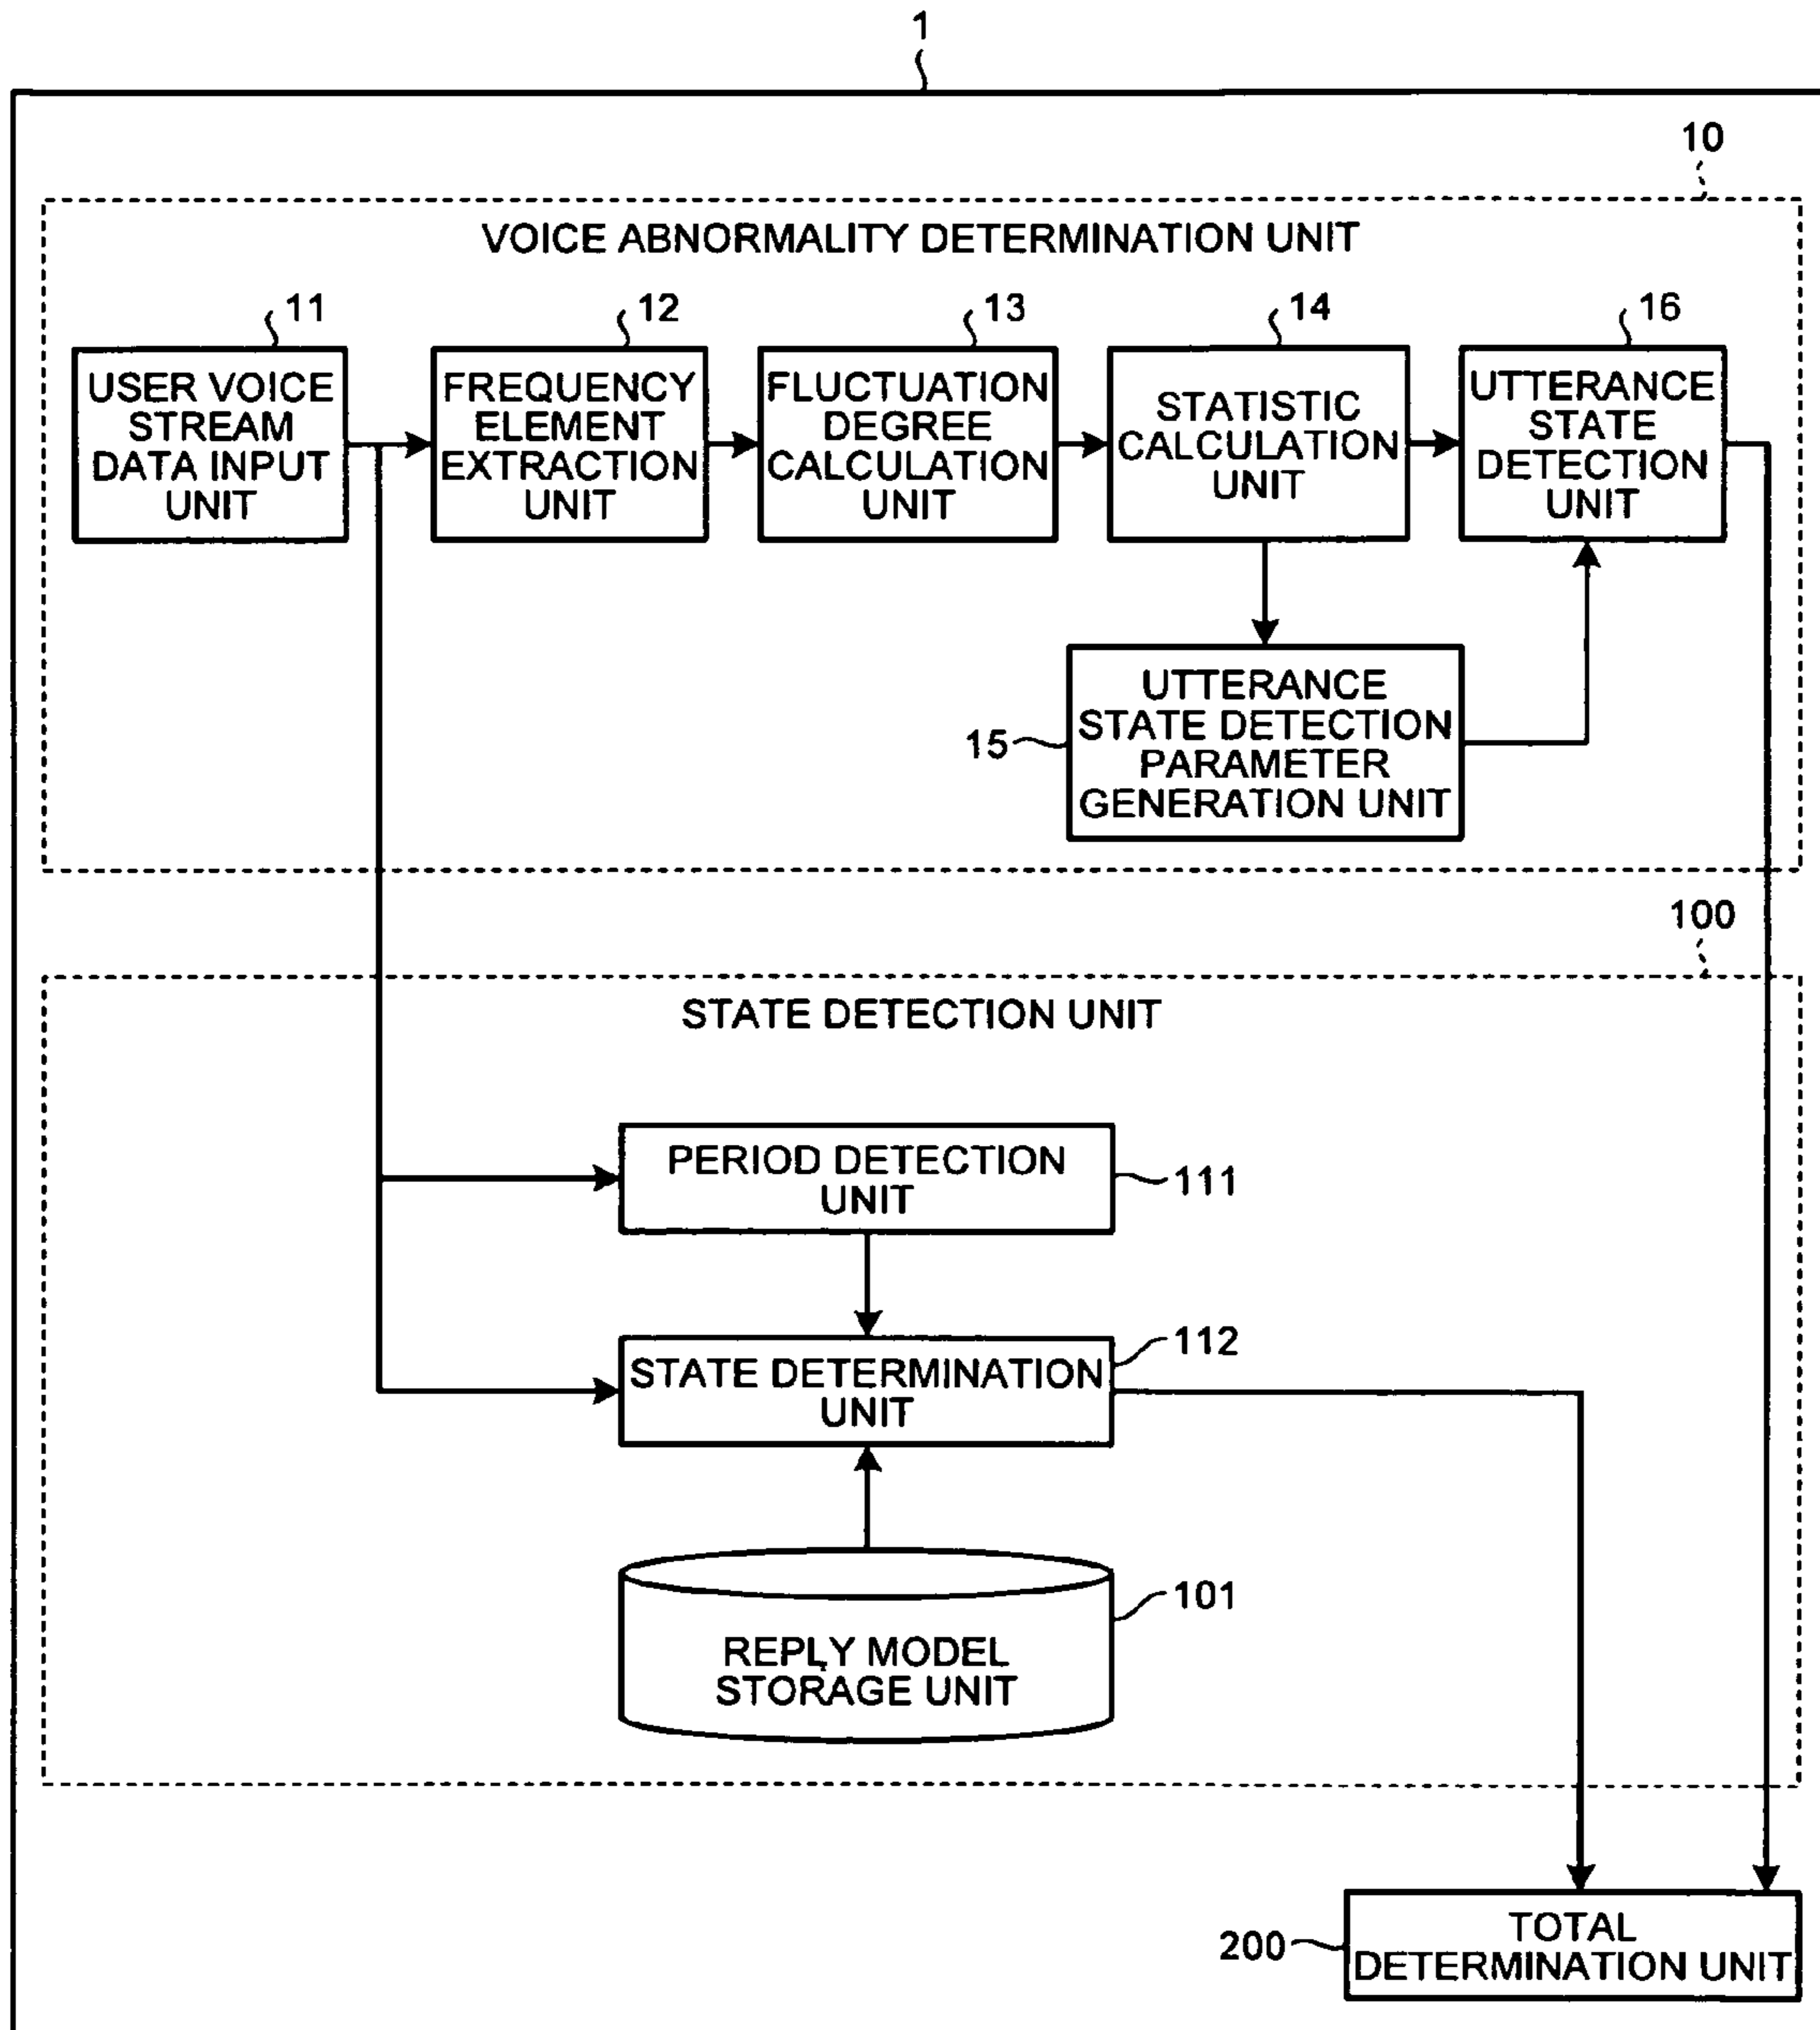 1
10
VOICE ABNORMALITY DETERMINATION UNIT
11
USER VOICE
STREAM
DATA INPUT
UNIT
12
FREQUENCY
ELEMENT
EXTRACTION
UNIT
13
FLUCTUATION
DEGREE
CALCULATION
UNIT
14
STATISTIC
CALCULATION
UNIT
16
UTTERANCE
STATE
DETECTION
UNIT
15
UTTERANCE
STATE DETECTION
PARAMETER
GENERATION UNIT
100
STATE DETECTION UNIT
PERIOD DETECTION
UNIT
111
STATE DETERMINATION
UNIT
112
101
REPLY MODEL
STORAGE UNIT
200
TOTAL
DETERMINATION UNIT